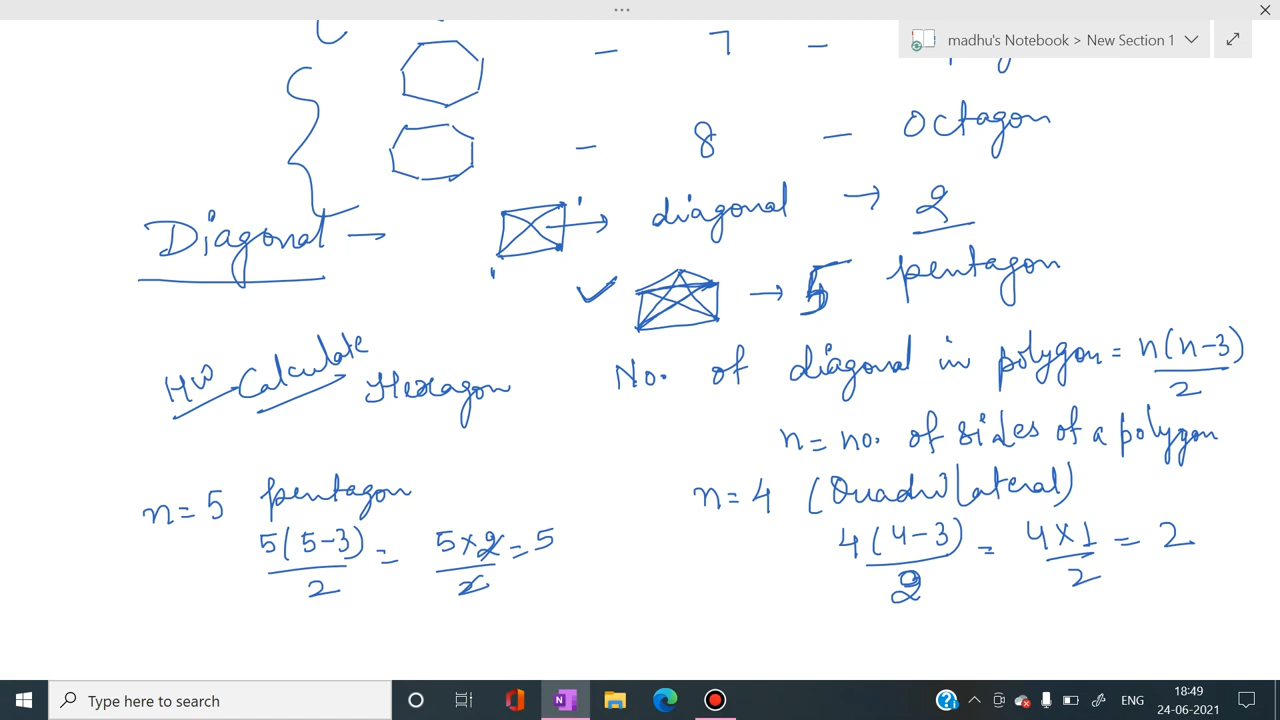 madhu's Notebook > New Section 1
- 7 -
- 8 - Octagon
Diagonal → diagonal → 2
→ 5 pentagon
HW Calculate Hexagon
No. of diagonal in polygon = n(n-3)/2
n = no. of sides of a polygon
n = 5 pentagon
5(5-3)/2 = 5×2/2 = 5
n = 4 (Quadrilateral)
4(4-3)/2 = 4×1/2 = 2
Type here to search
ENG
18:49
24-06-2021